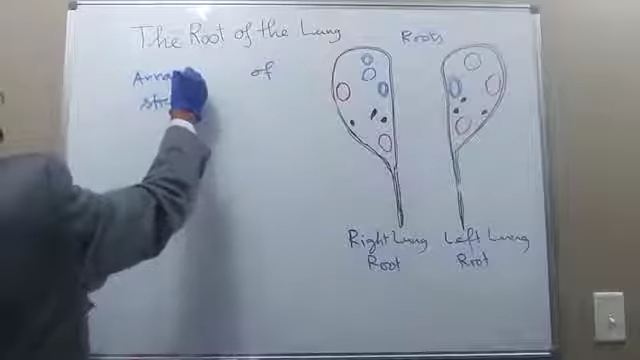 The Root of the Lung
Roots
of
Right Lung
Root
Left Lung
Root